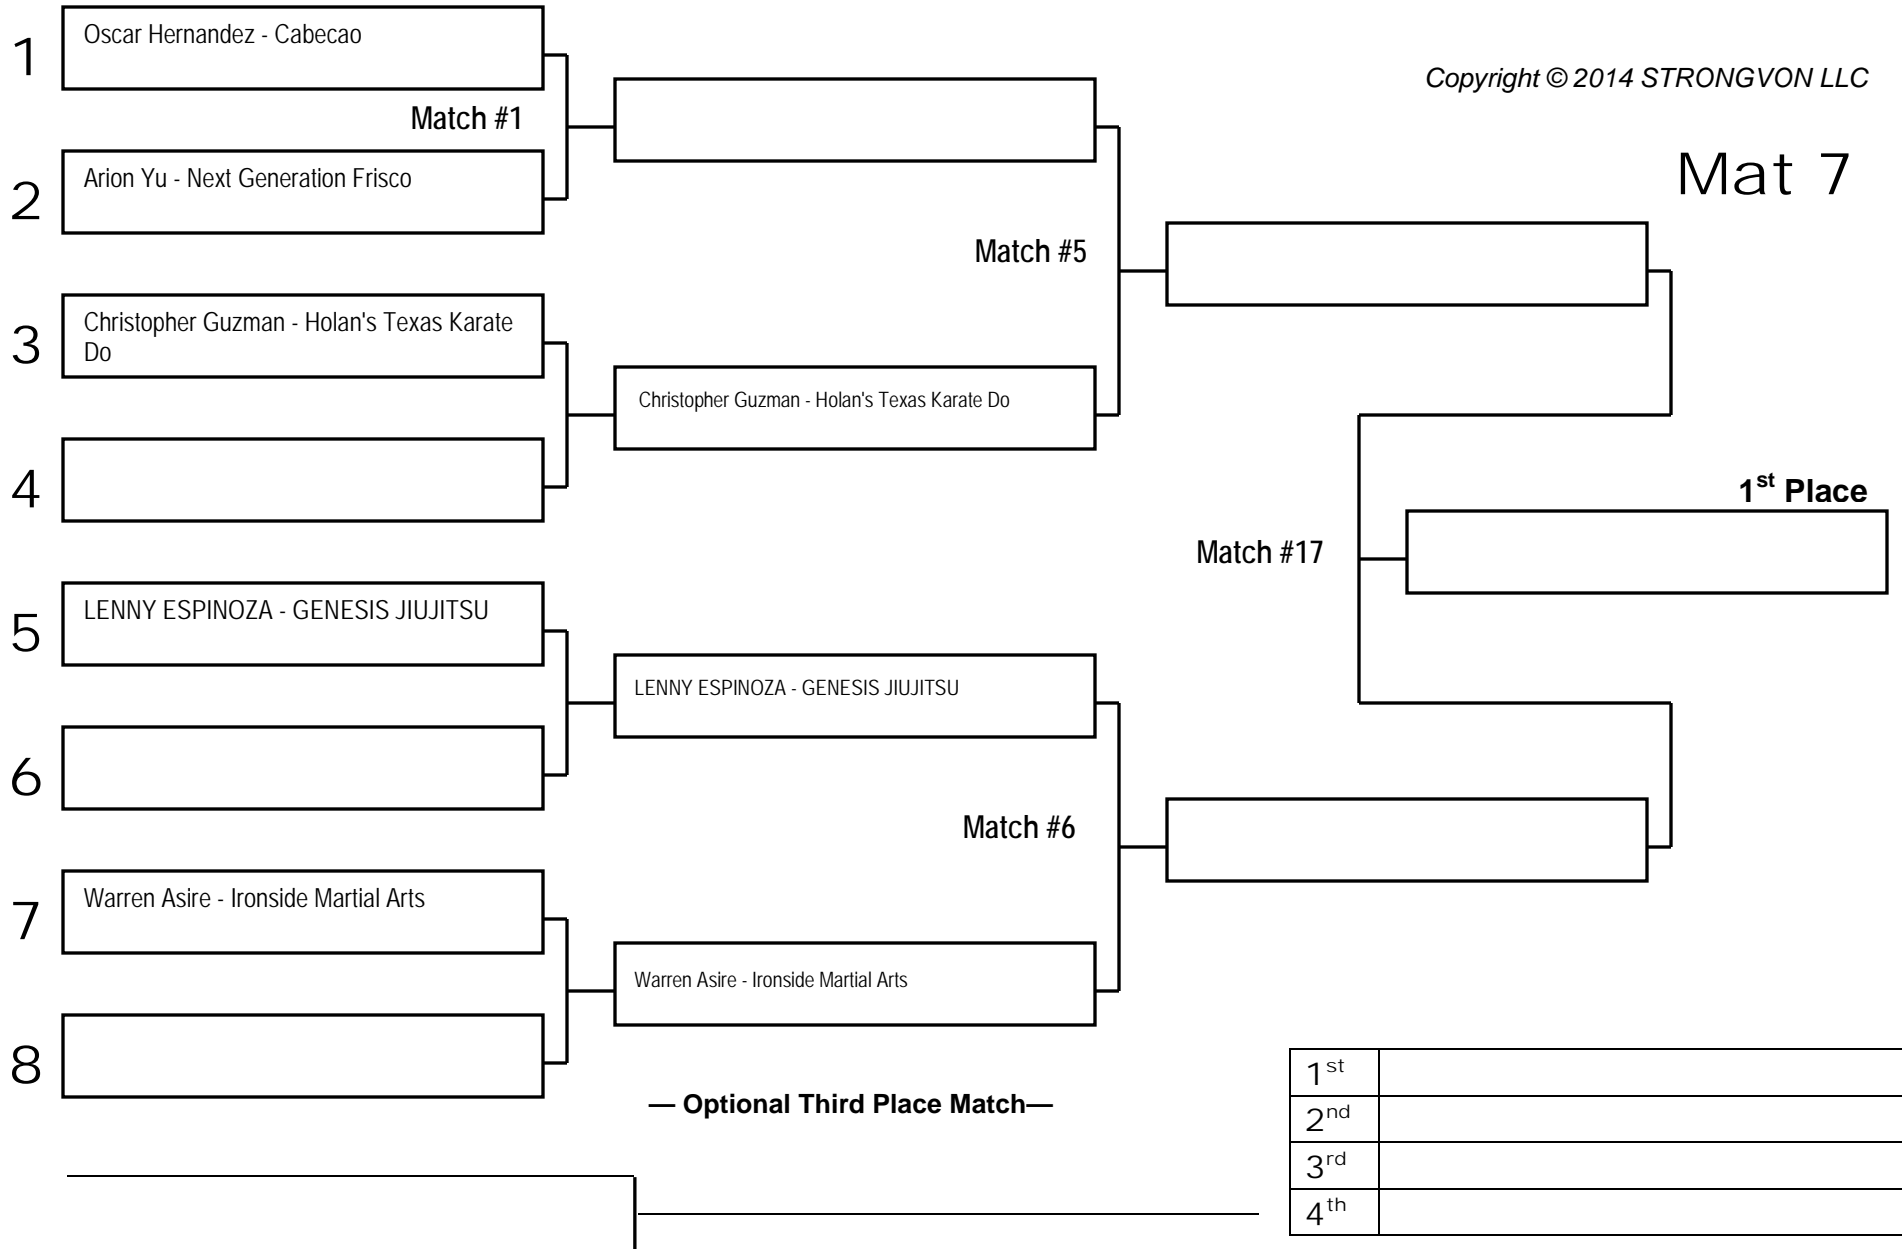 1
Oscar Hernandez - Cabecao
Copyright © 2014 STRONGVON LLC
Match #1
Mat 7
2
Arion Yu - Next Generation Frisco
Match #5
3
Christopher Guzman - Holan's Texas Karate
Do
Christopher Guzman - Holan's Texas Karate Do
4
1st Place
Match #17
5
LENNY ESPINOZA - GENESIS JIUJITSU
LENNY ESPINOZA - GENESIS JIUJITSU
6
Match #6
7
Warren Asire - Ironside Martial Arts
Warren Asire - Ironside Martial Arts
8
— Optional Third Place Match—
1st
2nd
3rd
4th